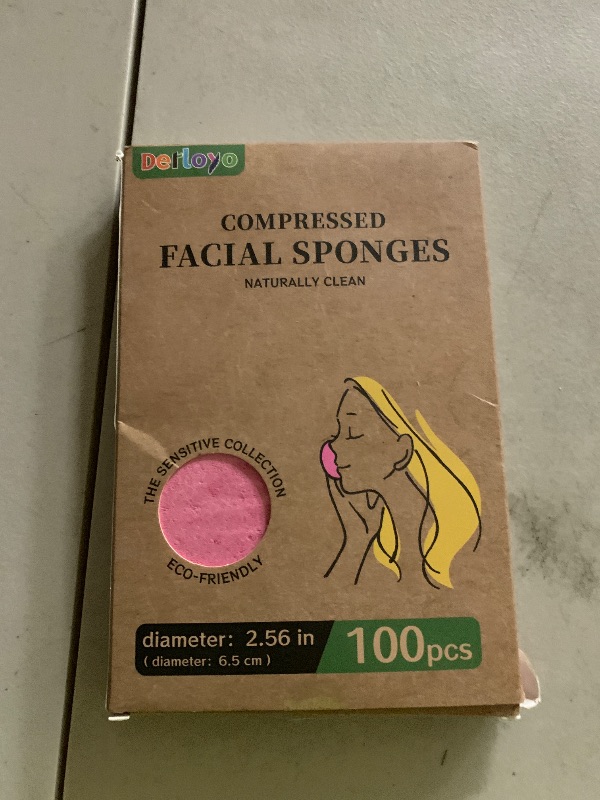 Derloyo
COMPRESSED
FACIAL SPONGES
NATURALLY CLEAN
THE SENSITIVE COLLECTION
ECO-FRIENDLY
diameter: 2.56 in
( diameter: 6.5 cm )
100pcs